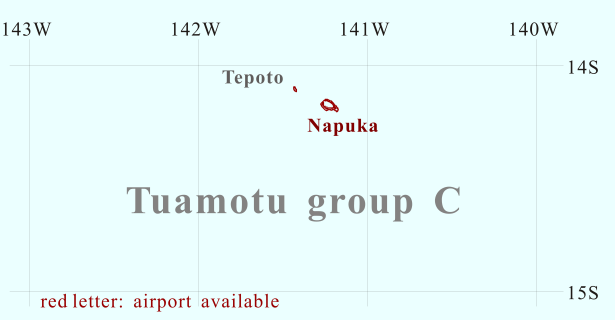 143W 142W 141W 140W
14S
Tepoto
Napuka
Tuamotu group C
15S
red letter: airport available